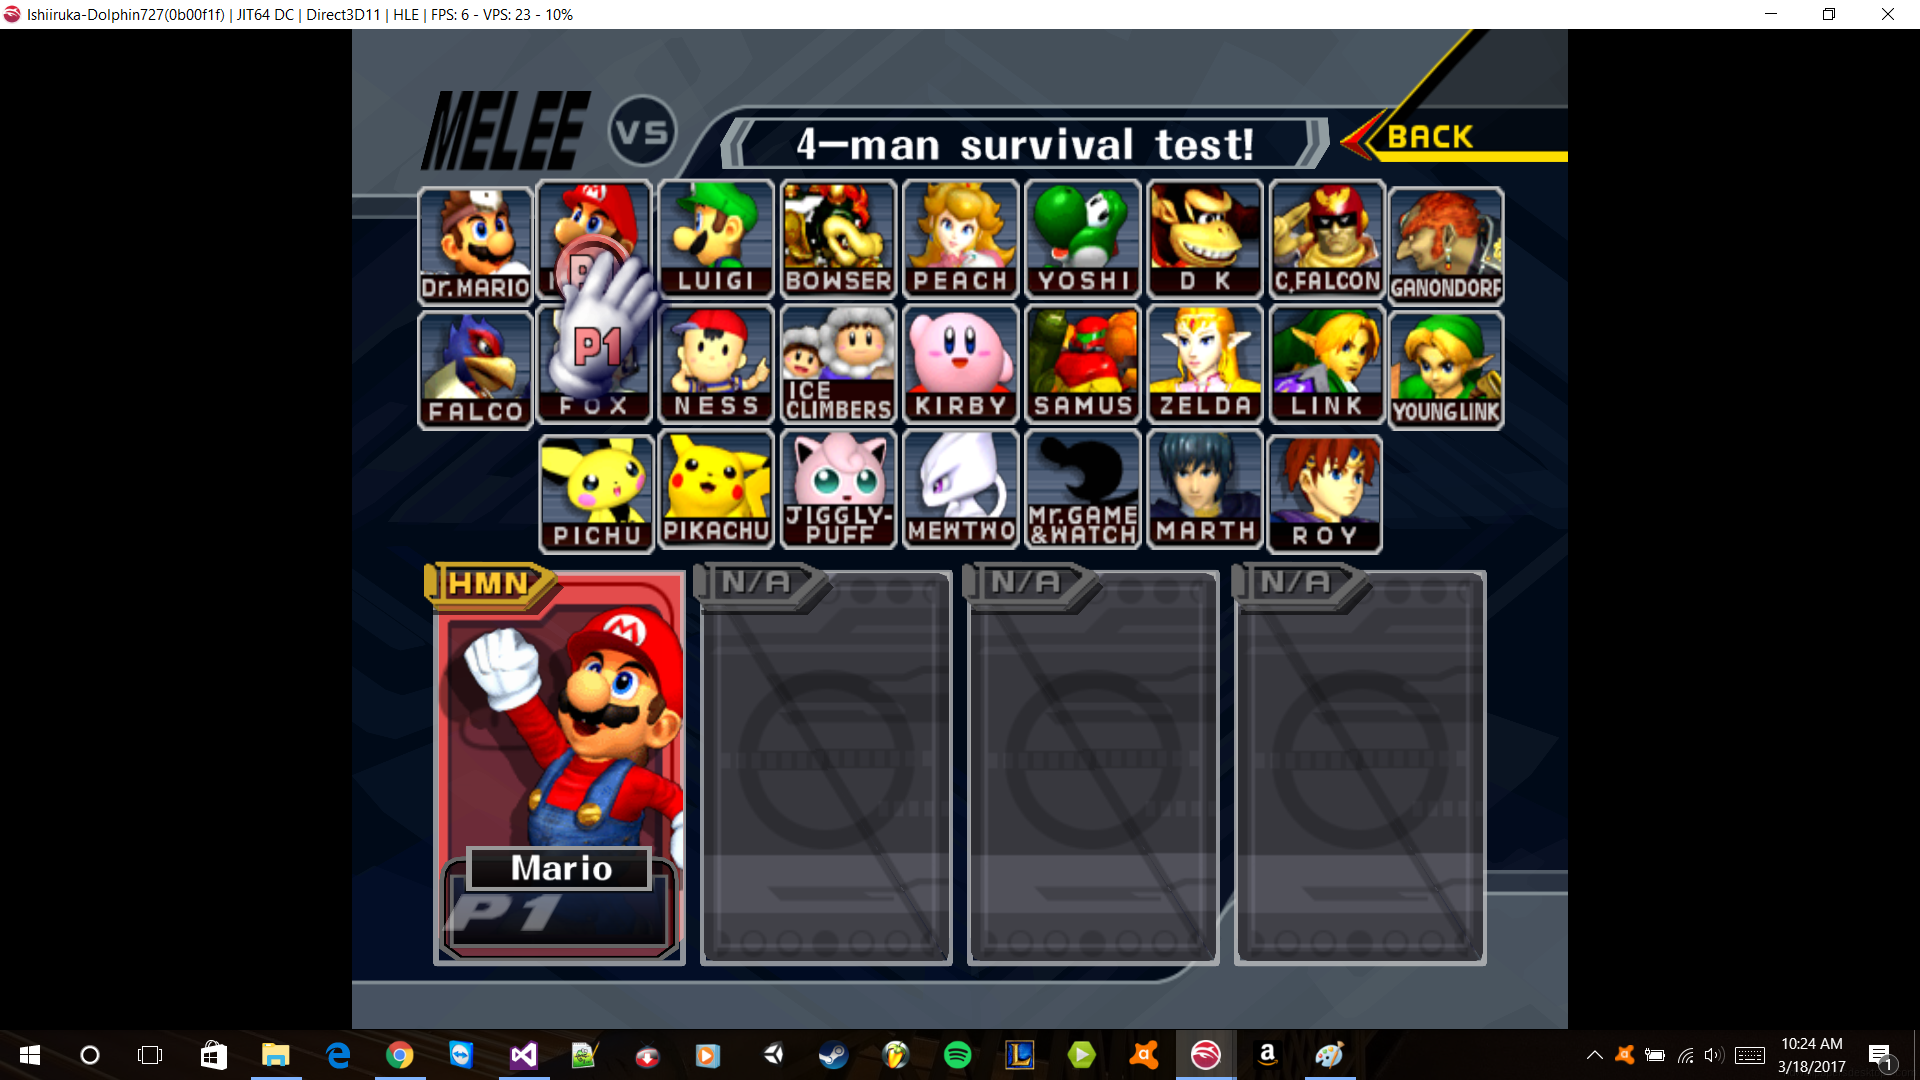 Ishiiruka-Dolphin727(0b00f1f) | JIT64 DC | Direct3D11 | HLE | FPS: 6 - VPS: 23 - 10%
MELEE VS 4-man survival test! BACK
Dr.MARIO
LUIGI
BOWSER
PEACH
YOSHI
D K
C,FALCON
GANONDORF
P1
FALCO
FOX
NESS
ICE
CLIMBERS
KIRBY
SAMUS
ZELDA
LINK
YOUNG LINK
PICHU
PIKACHU
JIGGLY-
PUFF
MEWTWO
Mr.GAME
&WATCH
MARTH
ROY
HMN
N/A
N/A
N/A
M
Mario
P1
10:24 AM
3/18/2017
1